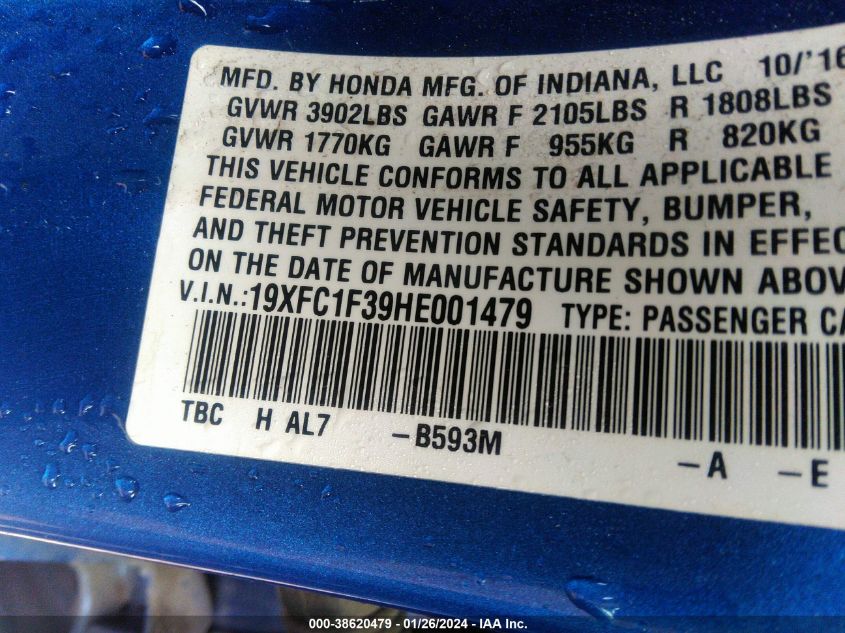 MFD. BY HONDA MFG. OF INDIANA, LLC 10/'16
GVWR 3902LBS GAWR F 2105LBS R 1808LBS
GVWR 1770KG GAWR F 955KG R 820KG
THIS VEHICLE CONFORMS TO ALL APPLICABLE
FEDERAL MOTOR VEHICLE SAFETY, BUMPER,
AND THEFT PREVENTION STANDARDS IN EFFEC
ON THE DATE OF MANUFACTURE SHOWN ABOV
V.I.N.:19XFC1F39HE001479 TYPE: PASSENGER CA
TBC H AL7 -B593M -A -E
000-38620479 - 01/26/2024 - IAA Inc.